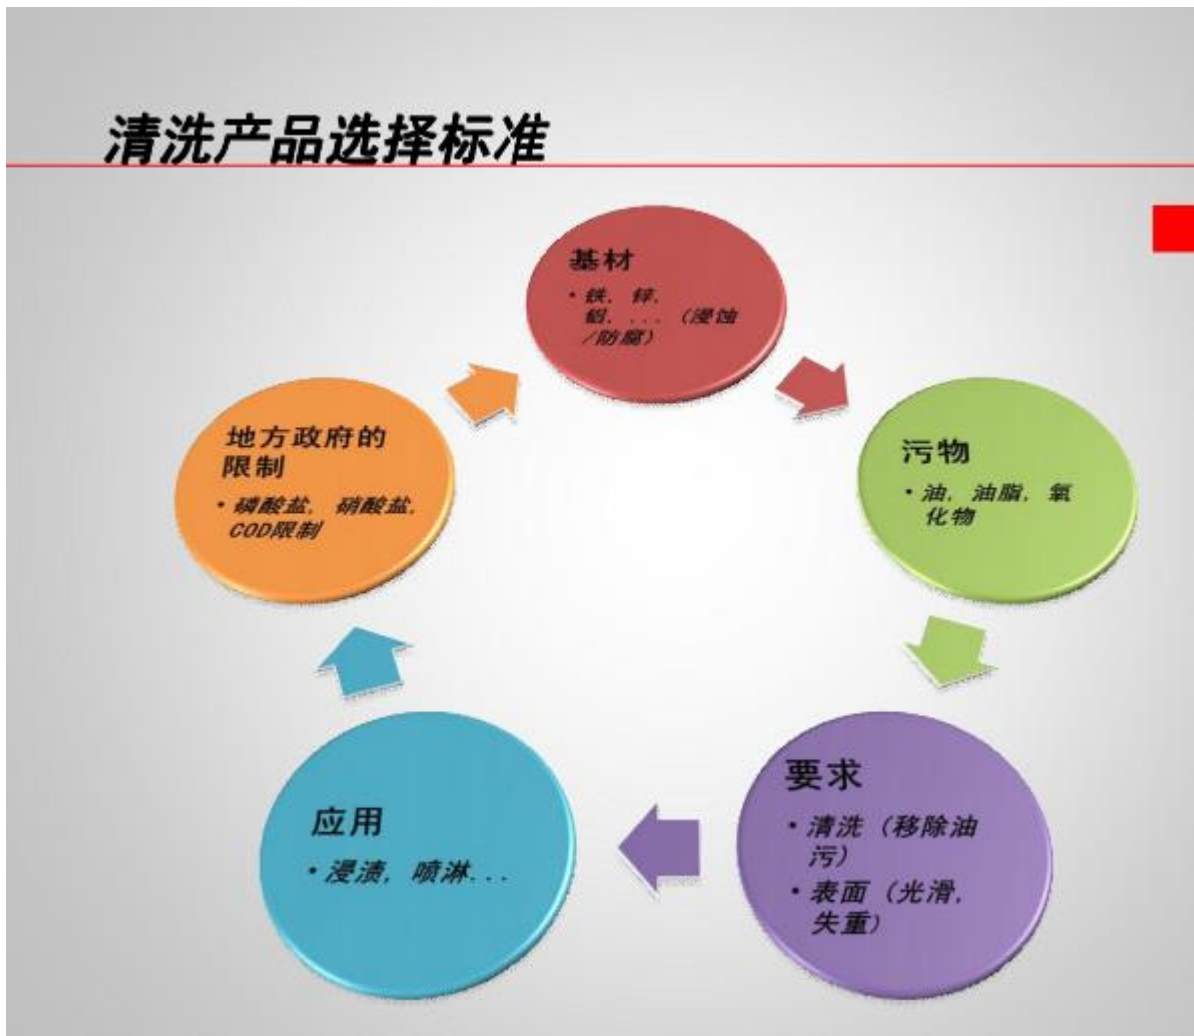 清洗产品选择标准
基材
• 铁, 锌,
铝, ... (浸蚀
/防腐)
污物
• 油, 油脂, 氧
化物
要求
• 清洗 (移除油
污)
• 表面 (光滑,
失重)
应用
• 浸渍, 喷淋...
地方政府的
限制
• 磷酸盐, 硝酸盐,
COD限制